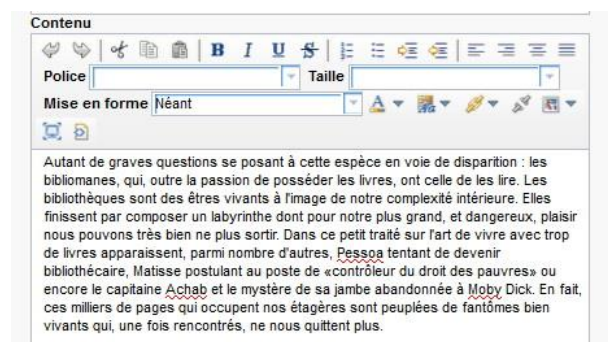 Contenu
B I U S
Police Taille
Mise en forme Néant A
Autant de graves questions se posant à cette espèce en voie de disparition : les
bibliomanes, qui, outre la passion de posséder les livres, ont celle de les lire. Les
bibliothèques sont des êtres vivants à l'image de notre complexité intérieure. Elles
finissent par composer un labyrinthe dont pour notre plus grand, et dangereux, plaisir
nous pouvons très bien ne plus sortir. Dans ce petit traité sur l'art de vivre avec trop
de livres apparaissent, parmi nombre d'autres, Pessoa tentant de devenir
bibliothécaire, Matisse postulant au poste de «contrôleur du droit des pauvres» ou
encore le capitaine Achab et le mystère de sa jambe abandonnée à Moby Dick. En fait,
ces milliers de pages qui occupent nos étagères sont peuplées de fantômes bien
vivants qui, une fois rencontrés, ne nous quittent plus.